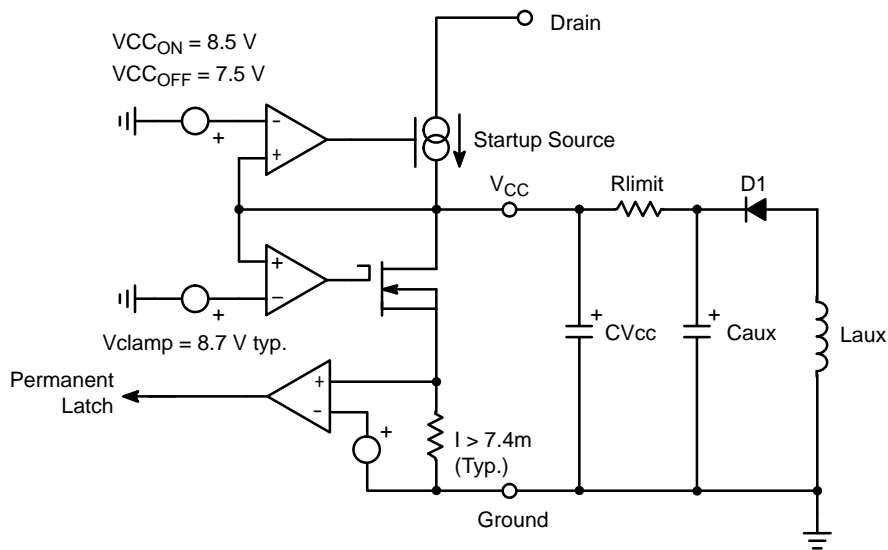 Drain
VCC_ON = 8.5 V
VCC_OFF = 7.5 V
-
+
+
Startup Source
V_CC
Rlimit
D1
+
-
+
Vclamp = 8.7 V typ.
+
CVcc
+
Caux
Laux
Permanent
Latch
+
-
+
I > 7.4m
(Typ.)
Ground